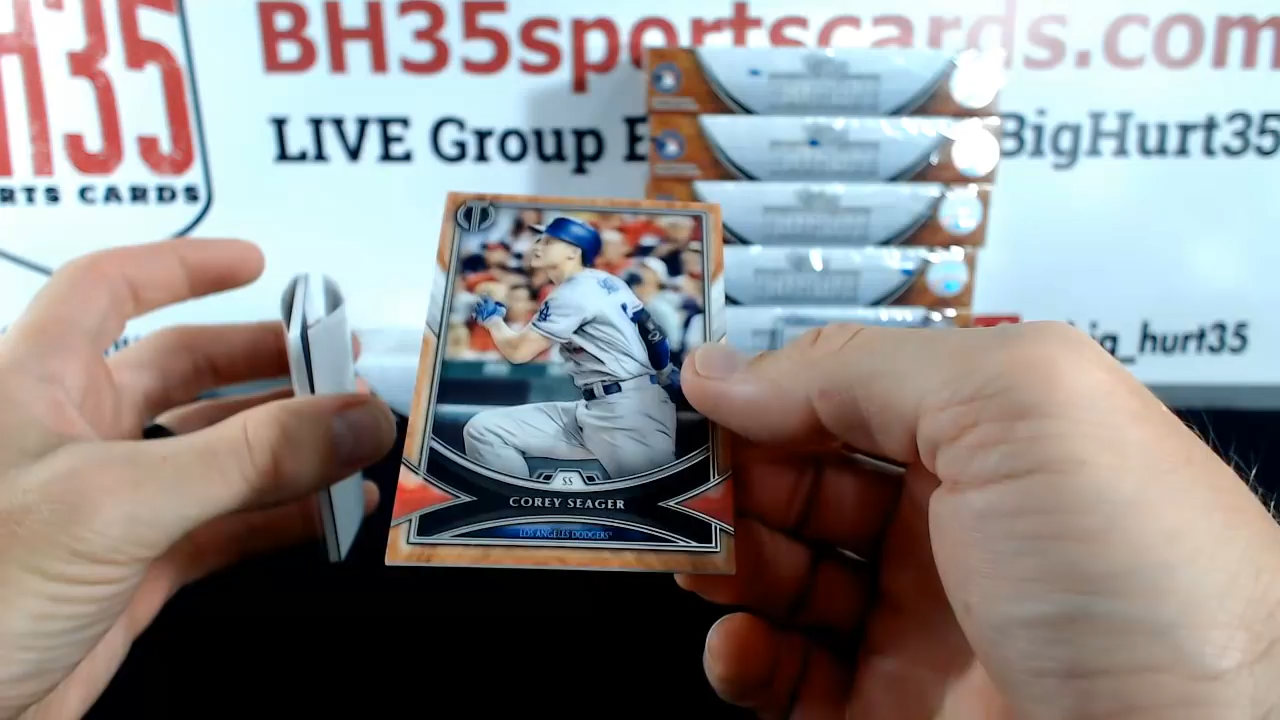 BH35sportscards.com
H35
LIVE Group B
BigHurt35
RTS CARDS
ig_hurt35
SS
COREY SEAGER
LOS ANGELES DODGERS